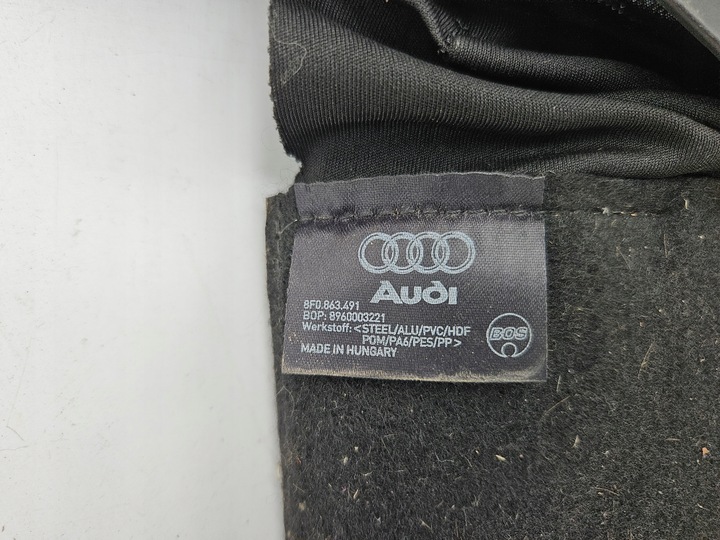 Audi
8F0.863.491
BOP: 8960003221
Werkstoff: <STEEL/ALU/PVC/HDF
POM/PA6/PES/PP>
MADE IN HUNGARY
BOS